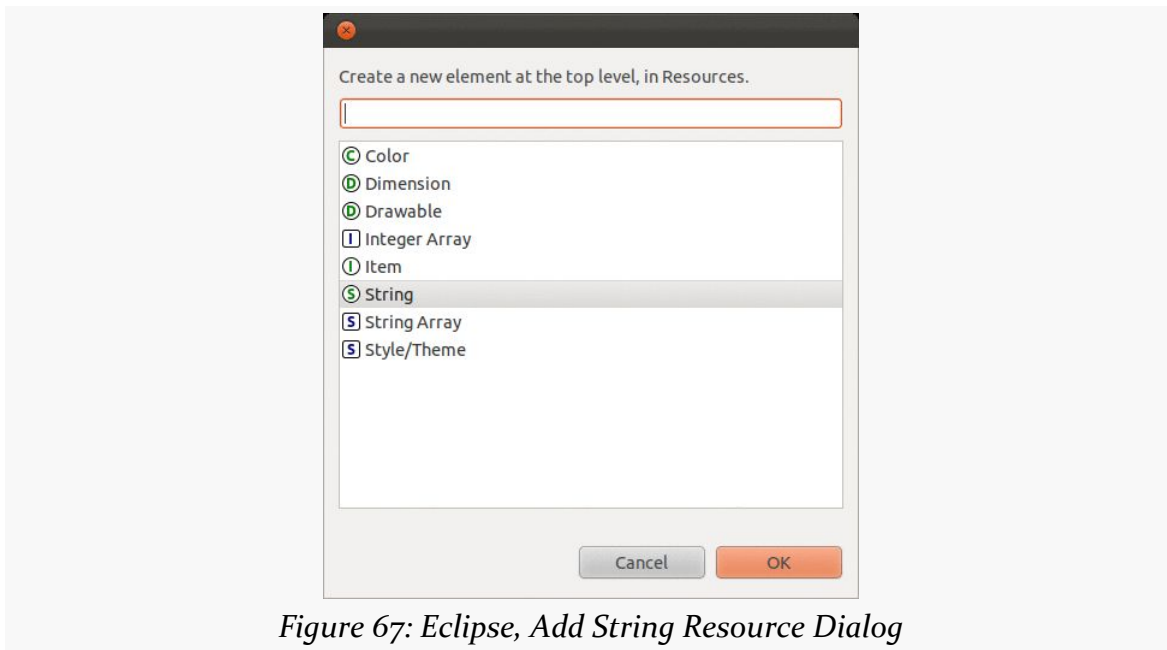 Create a new element at the top level, in Resources.
C Color
D Dimension
D Drawable
I Integer Array
I Item
S String
S String Array
S Style/Theme
Cancel OK
Figure 67: Eclipse, Add String Resource Dialog